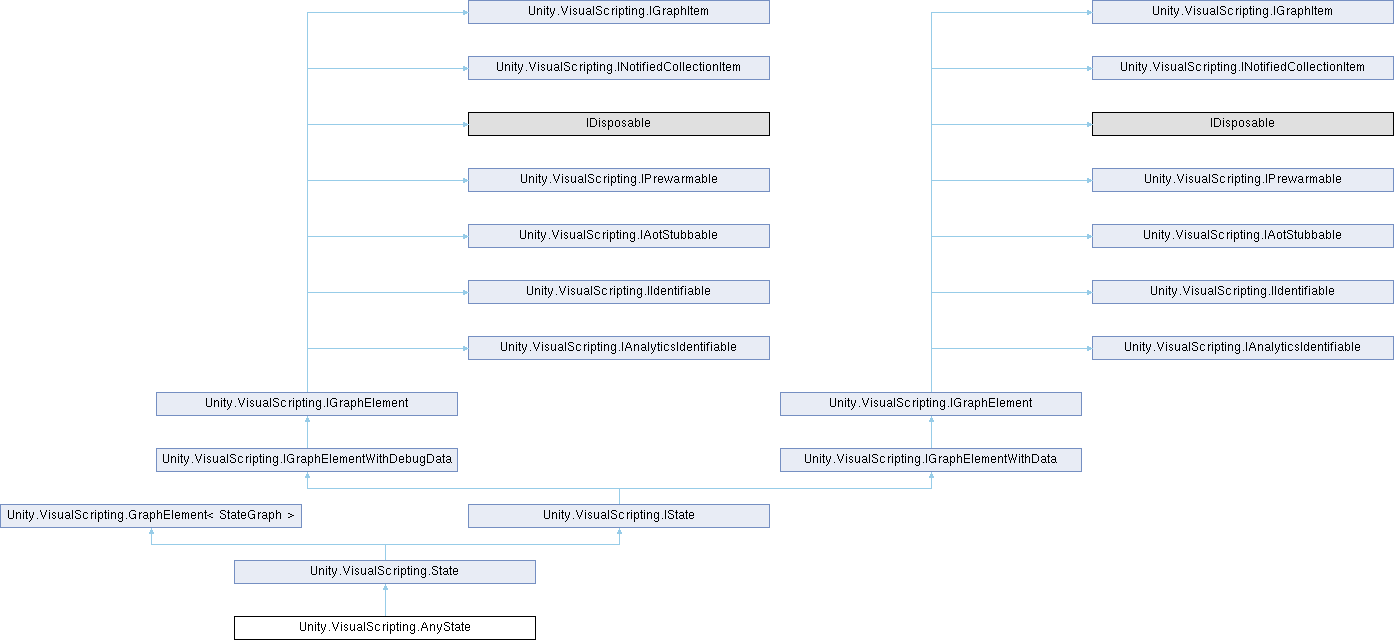 Unity.VisualScripting.IGraphItem
Unity.VisualScripting.IGraphItem
Unity.VisualScripting.INotifiedCollectionItem
Unity.VisualScripting.INotifiedCollectionItem
IDisposable
IDisposable
Unity.VisualScripting.IPrewarmable
Unity.VisualScripting.IPrewarmable
Unity.VisualScripting.IAotStubbable
Unity.VisualScripting.IAotStubbable
Unity.VisualScripting.IIdentifiable
Unity.VisualScripting.IIdentifiable
Unity.VisualScripting.IAnalyticsIdentifiable
Unity.VisualScripting.IAnalyticsIdentifiable
Unity.VisualScripting.IGraphElement
Unity.VisualScripting.IGraphElement
Unity.VisualScripting.IGraphElementWithDebugData
Unity.VisualScripting.IGraphElementWithData
Unity.VisualScripting.GraphElement< StateGraph >
Unity.VisualScripting.IState
Unity.VisualScripting.State
Unity.VisualScripting.AnyState